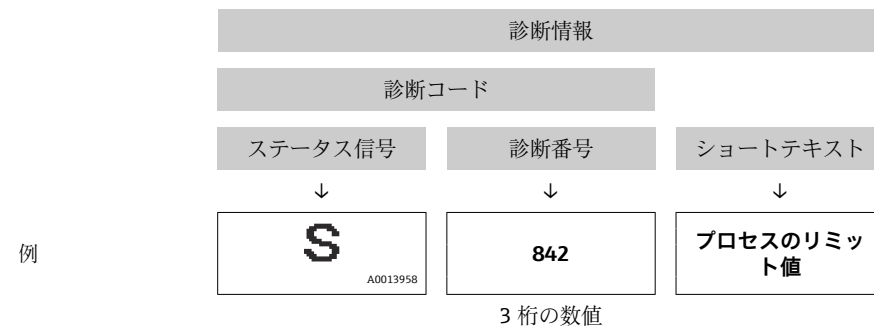 診断情報
診断コード
ステータス信号
診断番号
ショートテキスト
↓
↓
↓
例
S
A0013958
842
プロセスのリミッ
ト値
3 桁の数値